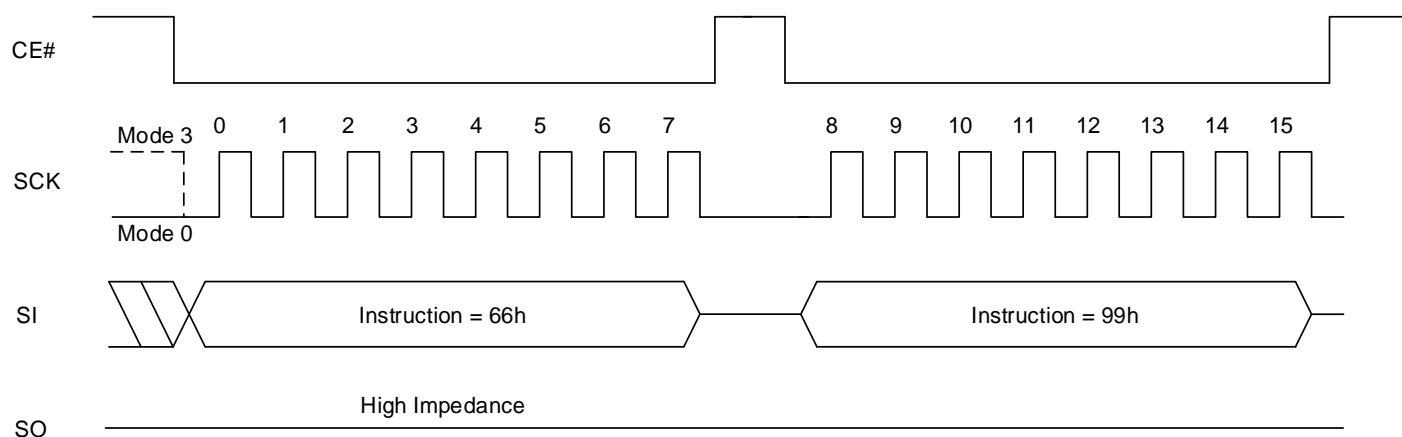 CE#
Mode 3
0 1 2 3 4 5 6 7 8 9 10 11 12 13 14 15
SCK
Mode 0
SI
Instruction = 66h
Instruction = 99h
High Impedance
SO